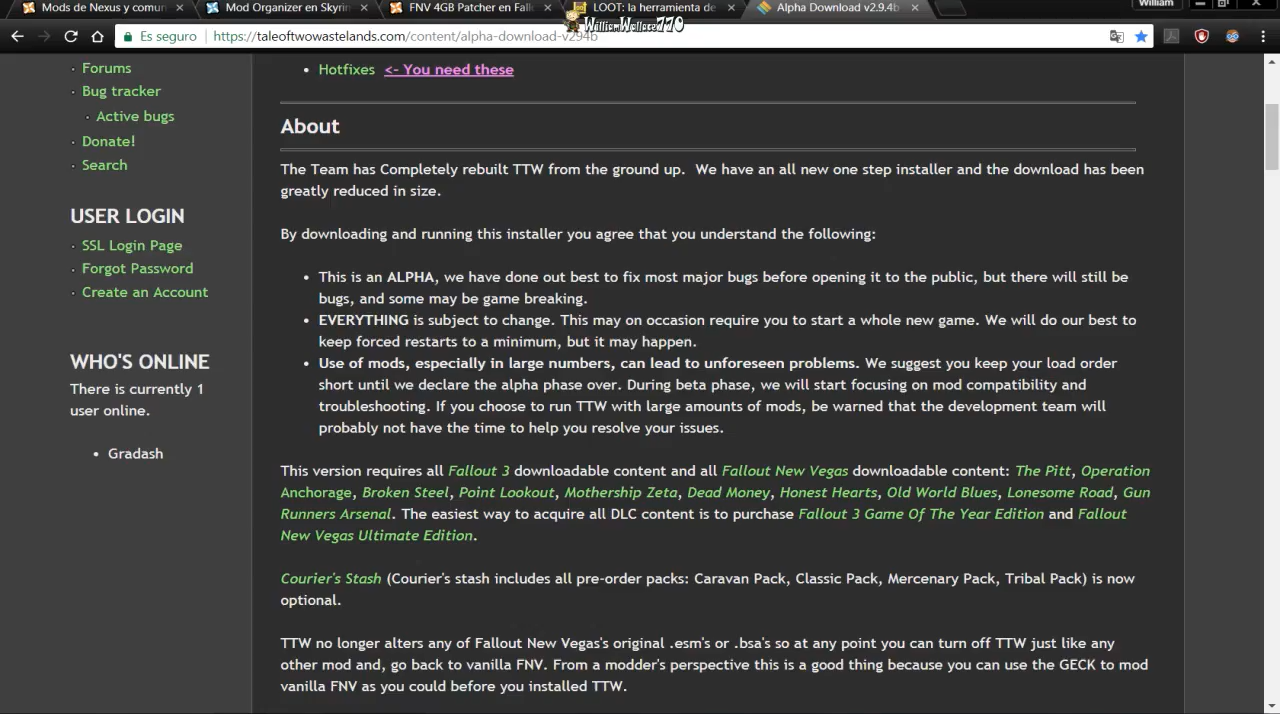 Mods de Nexus y comun
Mod Organizer en Skyrim
FNV 4GB Patcher en Fall
LOOT: la herramienta de
Alpha Download v2.9.4b
William
WilliamWallace770
Es seguro
https://taleoftwowastelands.com/content/alpha-download-v294b
Forums
Bug tracker
Active bugs
Donate!
Search
USER LOGIN
SSL Login Page
Forgot Password
Create an Account
WHO'S ONLINE
There is currently 1
user online.
Gradash
Hotfixes <- You need these
About
The Team has Completely rebuilt TTW from the ground up. We have an all new one step installer and the download has been
greatly reduced in size.
By downloading and running this installer you agree that you understand the following:
This is an ALPHA, we have done out best to fix most major bugs before opening it to the public, but there will still be
bugs, and some may be game breaking.
EVERYTHING is subject to change. This may on occasion require you to start a whole new game. We will do our best to
keep forced restarts to a minimum, but it may happen.
Use of mods, especially in large numbers, can lead to unforeseen problems. We suggest you keep your load order
short until we declare the alpha phase over. During beta phase, we will start focusing on mod compatibility and
troubleshooting. If you choose to run TTW with large amounts of mods, be warned that the development team will
probably not have the time to help you resolve your issues.
This version requires all Fallout 3 downloadable content and all Fallout New Vegas downloadable content: The Pitt, Operation
Anchorage, Broken Steel, Point Lookout, Mothership Zeta, Dead Money, Honest Hearts, Old World Blues, Lonesome Road, Gun
Runners Arsenal. The easiest way to acquire all DLC content is to purchase Fallout 3 Game Of The Year Edition and Fallout
New Vegas Ultimate Edition.
Courier's Stash (Courier's stash includes all pre-order packs: Caravan Pack, Classic Pack, Mercenary Pack, Tribal Pack) is now
optional.
TTW no longer alters any of Fallout New Vegas's original .esm's or .bsa's so at any point you can turn off TTW just like any
other mod and, go back to vanilla FNV. From a modder's perspective this is a good thing because you can use the GECK to mod
vanilla FNV as you could before you installed TTW.